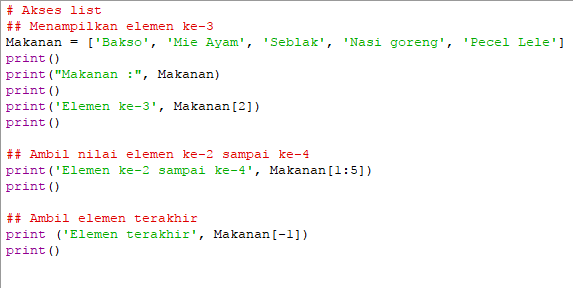 # Akses list
## Menampilkan elemen ke-3
Makanan = ['Bakso', 'Mie Ayam', 'Seblak', 'Nasi goreng', 'Pecel Lele']
print()
print("Makanan :", Makanan)
print()
print('Elemen ke-3', Makanan[2])
print()

## Ambil nilai elemen ke-2 sampai ke-4
print('Elemen ke-2 sampai ke-4', Makanan[1:5])
print()

## Ambil elemen terakhir
print ('Elemen terakhir', Makanan[-1])
print()